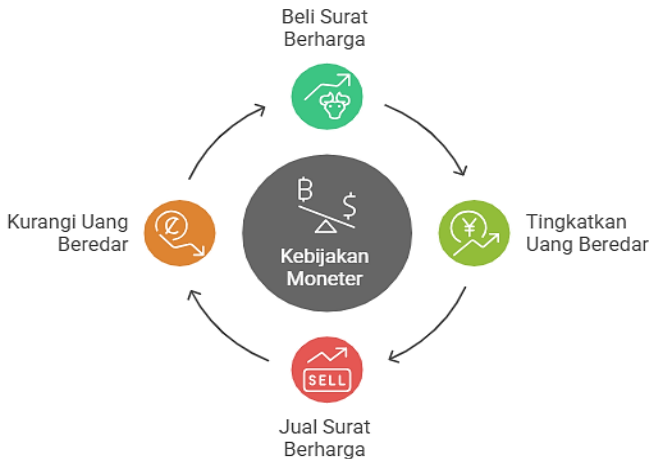 Beli Surat
Berharga
Kurangi Uang
Beredar
Kebijakan
Moneter
Tingkatkan
Uang Beredar
SELL
Jual Surat
Berharga